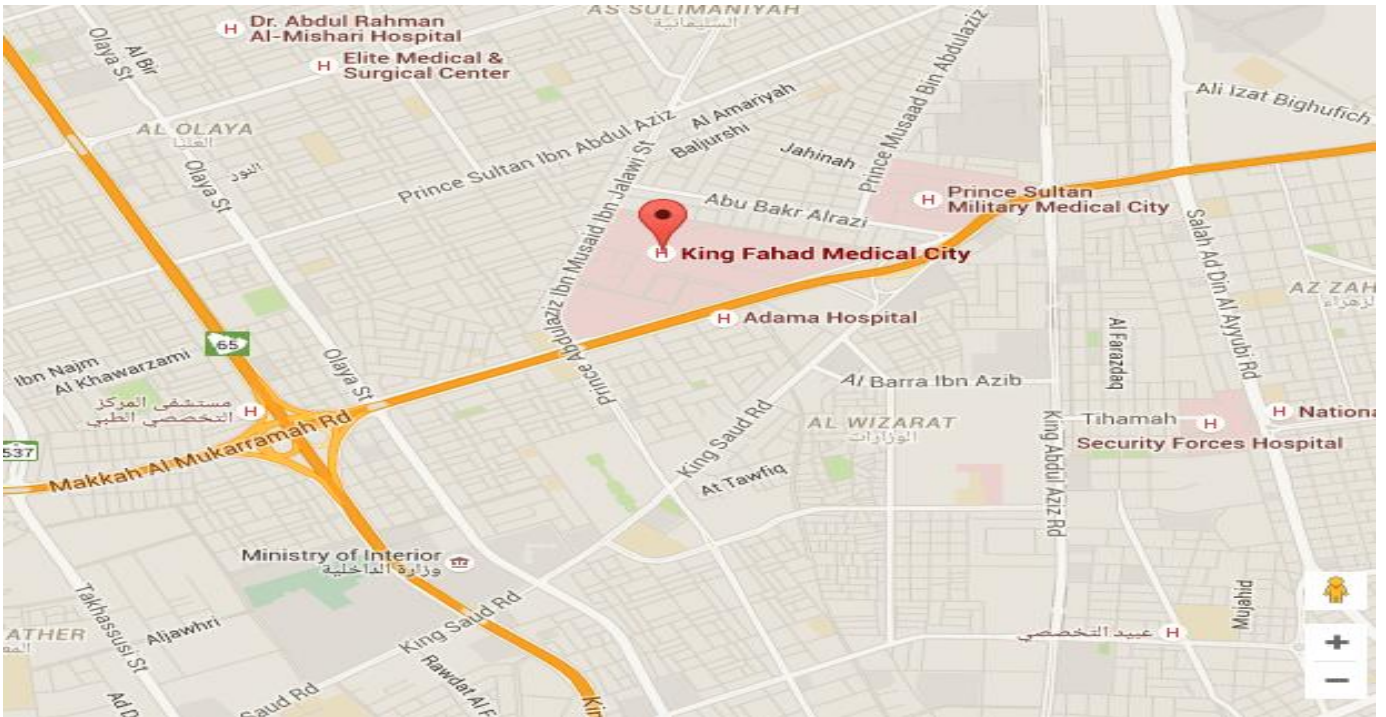 AS SULIMANIYAH
السليمانية
Dr. Abdul Rahman
Al-Mishari Hospital
Elite Medical &
Surgical Center
Olaya St
Al Bir
AL OLAYA
العليا
النور
Olaya St
Prince Sultan Ibn Abdul Aziz
Al Amariyah
Baljurshi
Jahinah
Prince Musaad Bin Abdulaziz
Ali Izat Bighufich
Prince Abdulaziz Ibn Musaid Ibn Jalawi St
Abu Bakr Alrazi
Prince Sultan
Military Medical City
H King Fahad Medical City
H Adama Hospital
Salah Ad Din Al Ayyubi Rd
AZ ZAH
الزهراء
65
Ibn Najm
Al Khawarzami
Olaya St
مستشفى المركز
التخصصي الطبي
Makkah Al Mukarramah Rd
537
Al Barra Ibn Azib
Al Farazdaq
AL WIZARAT
الوزارات
Tihamah
Security Forces Hospital
H Nationa
King Saud Rd
At Tawfiq
King Abdul Aziz Rd
Ministry of Interior
وزارة الداخلية
Takhassusi St
Aljawhri
ATHER
المع
King Saud Rd
Rawdat Al F
Saud Rd
Ad D
Kin
عبيد التخصصي
Mujahid
+
−